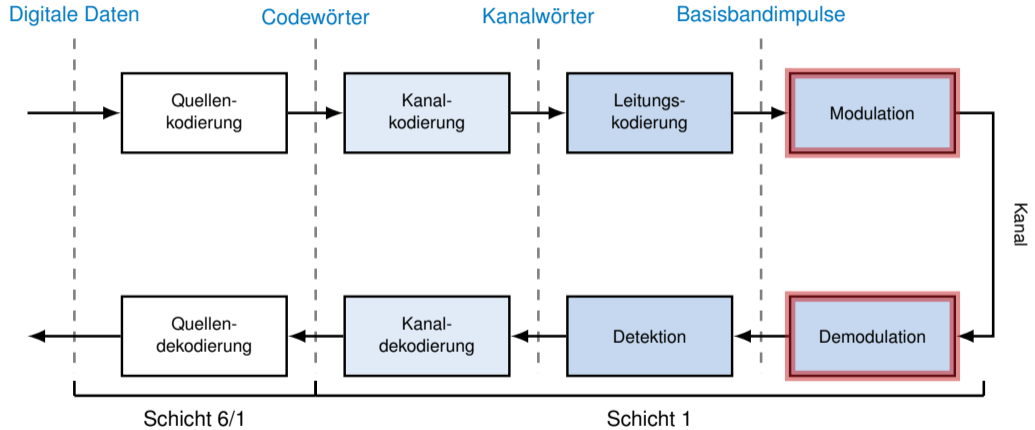 Digitale Daten
Codewörter
Kanalwörter
Basisbandimpulse
Quellen-
kodierung
Kanal-
kodierung
Leitungs-
kodierung
Modulation
Kanal
Quellen-
dekodierung
Kanal-
dekodierung
Detektion
Demodulation
Schicht 6/1
Schicht 1